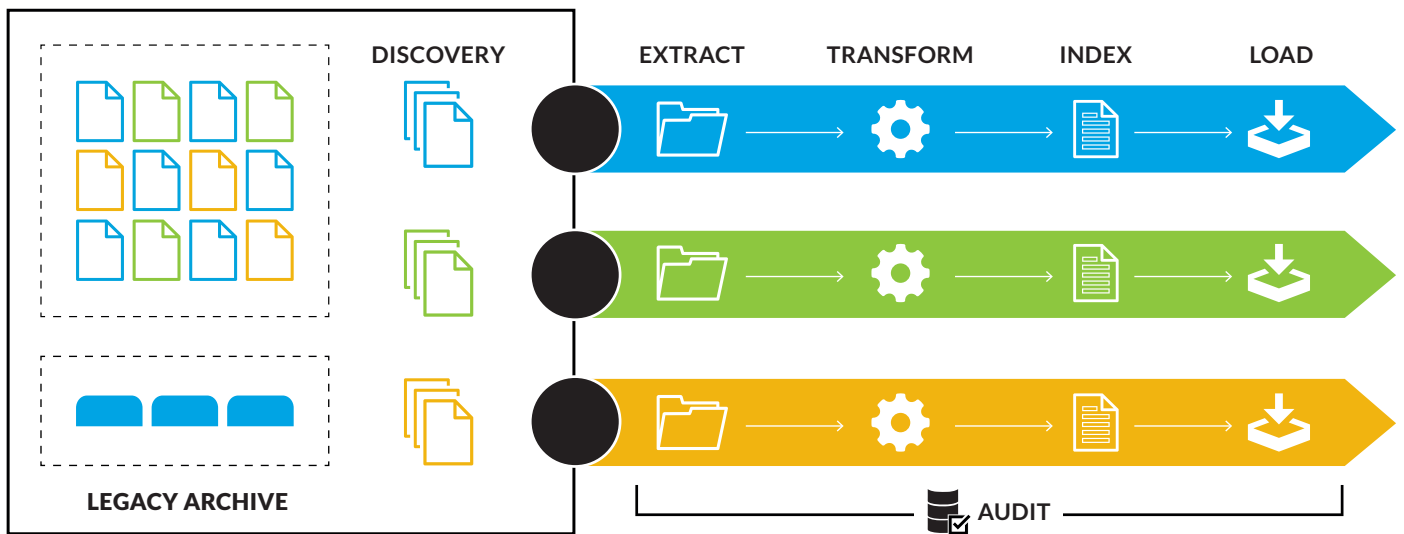 DISCOVERY
EXTRACT
TRANSFORM
INDEX
LOAD
LEGACY ARCHIVE
AUDIT